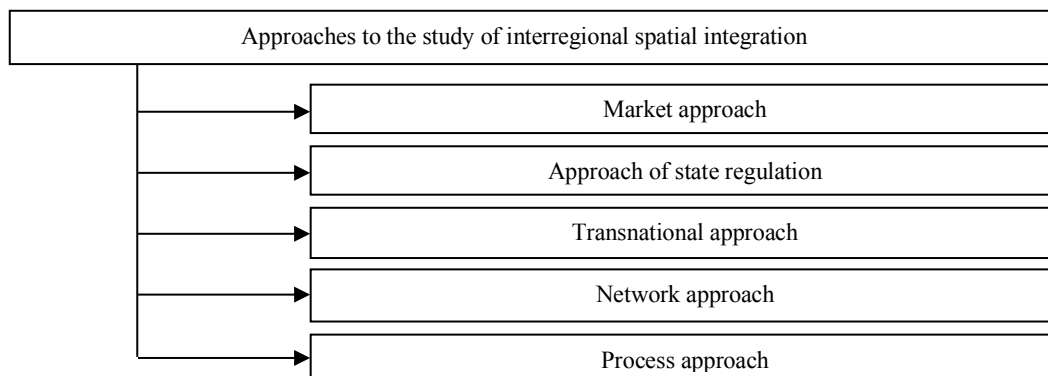 Approaches to the study of interregional spatial integration
Market approach
Approach of state regulation
Transnational approach
Network approach
Process approach